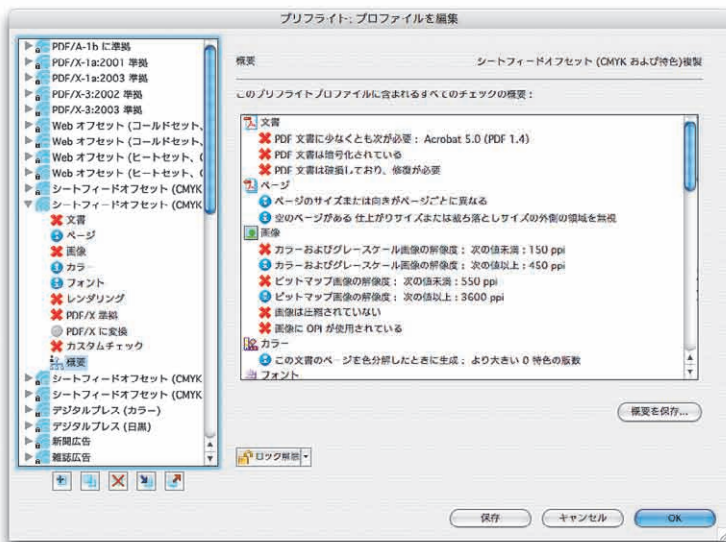 プリフライト: プロファイルを編集
PDF/A-1b に準拠
PDF/X-1a:2001 準拠
PDF/X-1a:2003 準拠
PDF/X-3:2002 準拠
PDF/X-3:2003 準拠
Web オフセット (コールドセット、
Web オフセット (コールドセット、
Web オフセット (ヒートセット、(
Web オフセット (ヒートセット、(
シートフィードオフセット (CMYK
シートフィードオフセット (CMYK
文書
ページ
画像
カラー
フォント
レンダリング
PDF/X 準拠
PDF/X に変換
カスタムチェック
概要
シートフィードオフセット (CMYK
シートフィードオフセット (CMYK
デジタルプレス (カラー)
デジタルプレス (白黒)
新聞広告
雑誌広告
概要
シートフィードオフセット (CMYK および特色)複製
このプリフライトプロファイルに含まれるすべてのチェックの概要:
文書
PDF 文書に少なくとも次が必要: Acrobat 5.0 (PDF 1.4)
PDF 文書は暗号化されている
PDF 文書は破損しており、修復が必要
ページ
ページのサイズまたは向きがページごとに異なる
空のページがある 仕上がりサイズまたは裁ち落としサイズの外側の領域を無視
画像
カラーおよびグレースケール画像の解像度: 次の値未満: 150 ppi
カラーおよびグレースケール画像の解像度: 次の値以上: 450 ppi
ビットマップ画像の解像度: 次の値未満: 550 ppi
ビットマップ画像の解像度: 次の値以上: 3600 ppi
画像は圧縮されていない
画像に OPI が使用されている
カラー
この文書のページを色分解したときに生成: より大きい 0 特色の版数
フォント
概要を保存...
ロック解除
保存
キャンセル
OK